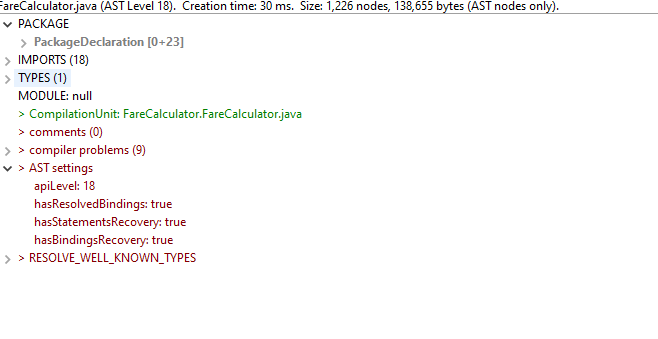 FareCalculator.java (AST Level 18). Creation time: 30 ms. Size: 1,226 nodes, 138,655 bytes (AST nodes only).
PACKAGE
PackageDeclaration [0+23]
IMPORTS (18)
TYPES (1)
MODULE: null
> CompilationUnit: FareCalculator.FareCalculator.java
> comments (0)
> compiler problems (9)
> AST settings
apiLevel: 18
hasResolvedBindings: true
hasStatementsRecovery: true
hasBindingsRecovery: true
> RESOLVE_WELL_KNOWN_TYPES